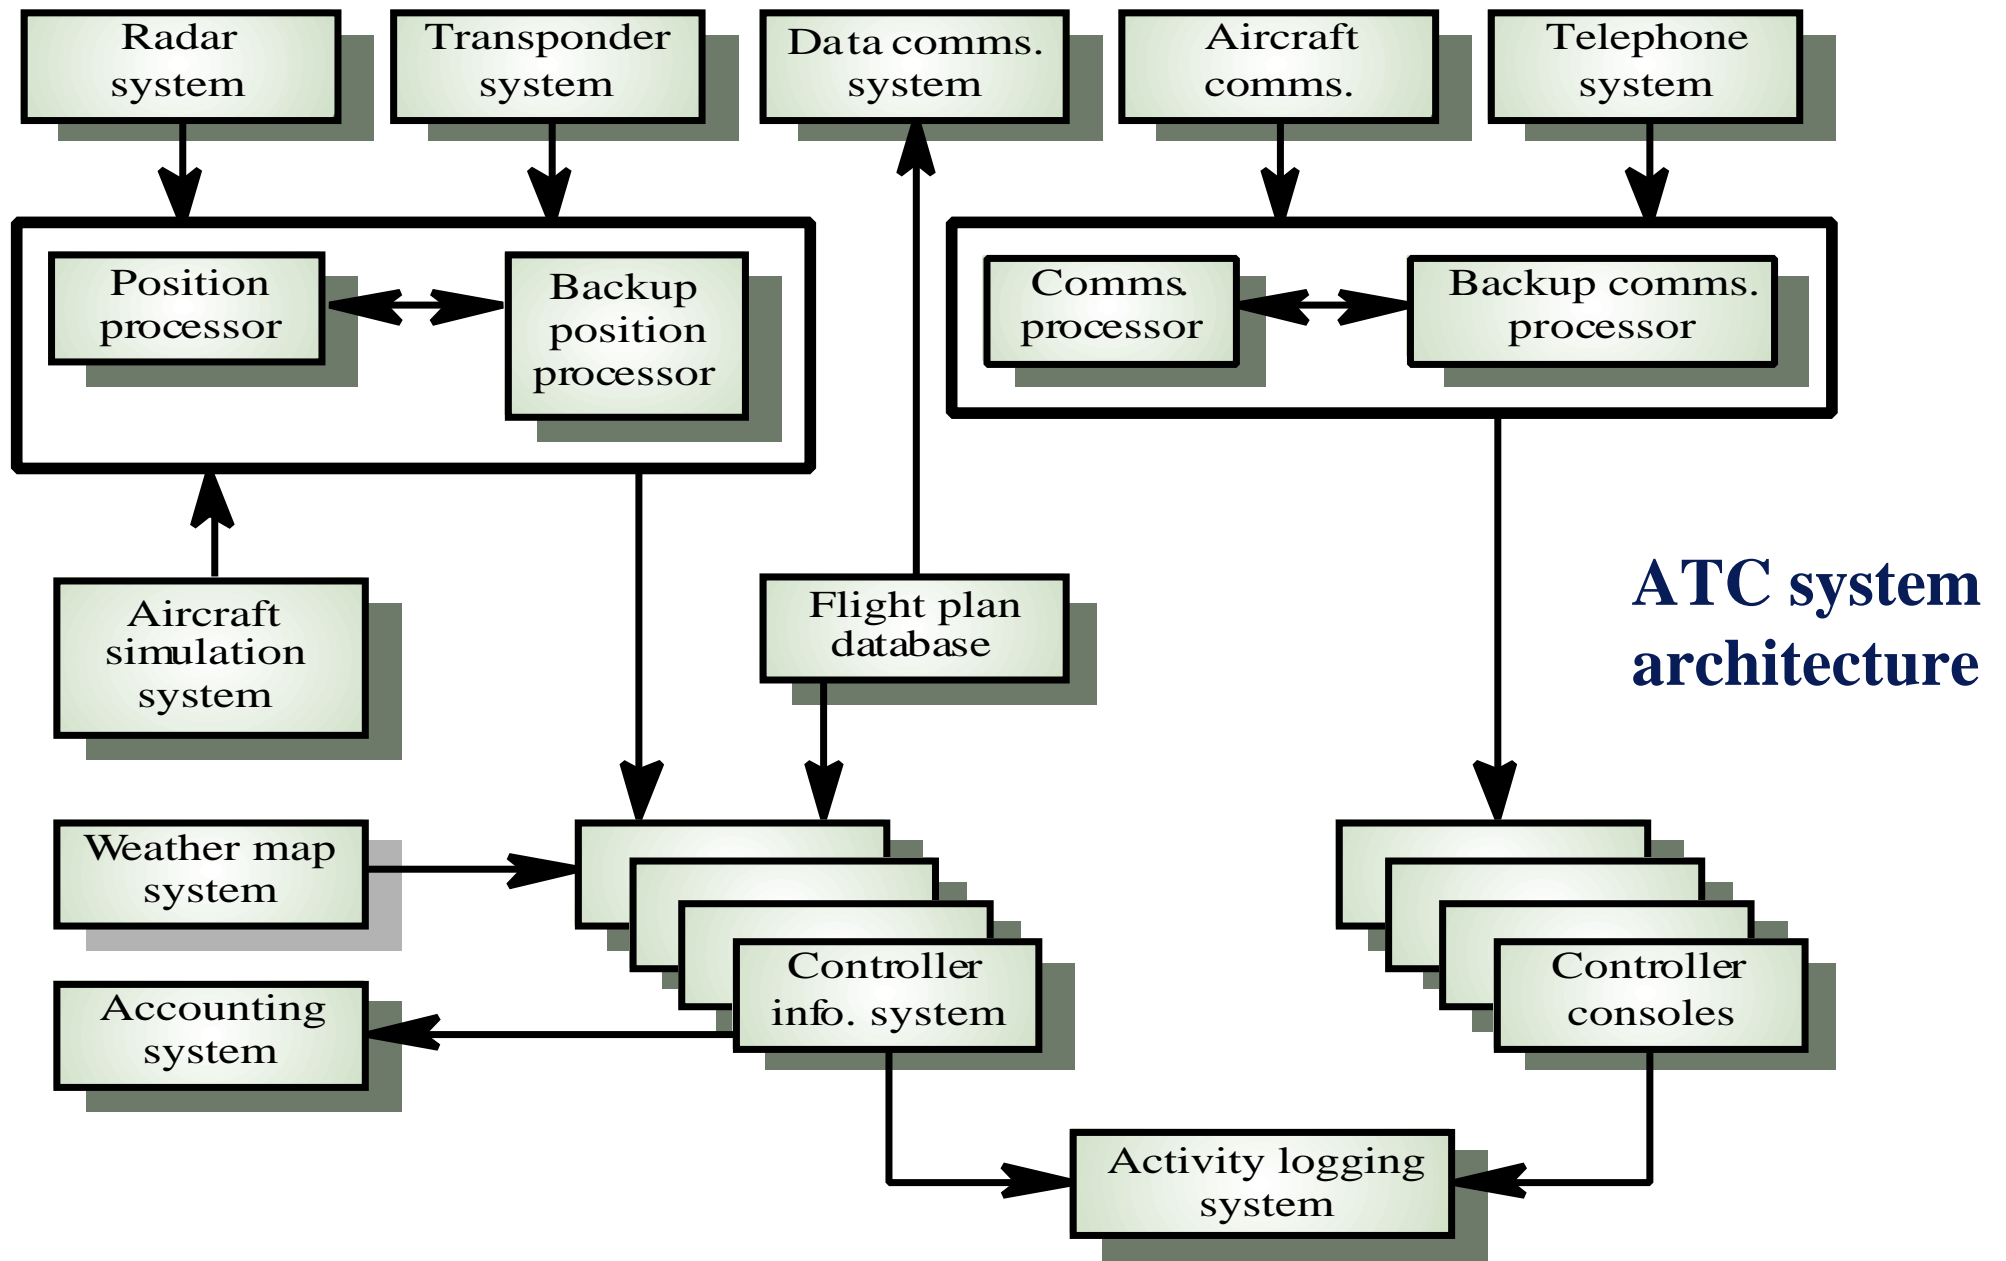 Radar
system
Transponder
system
Data comms.
system
Aircraft
comms.
Telephone
system
Position
processor
Backup
position
processor
Comms.
processor
Backup comms.
processor
Aircraft
simulation
system
Flight plan
database
ATC system
architecture
Weather map
system
Accounting
system
Controller
info. system
Controller
consoles
Activity logging
system